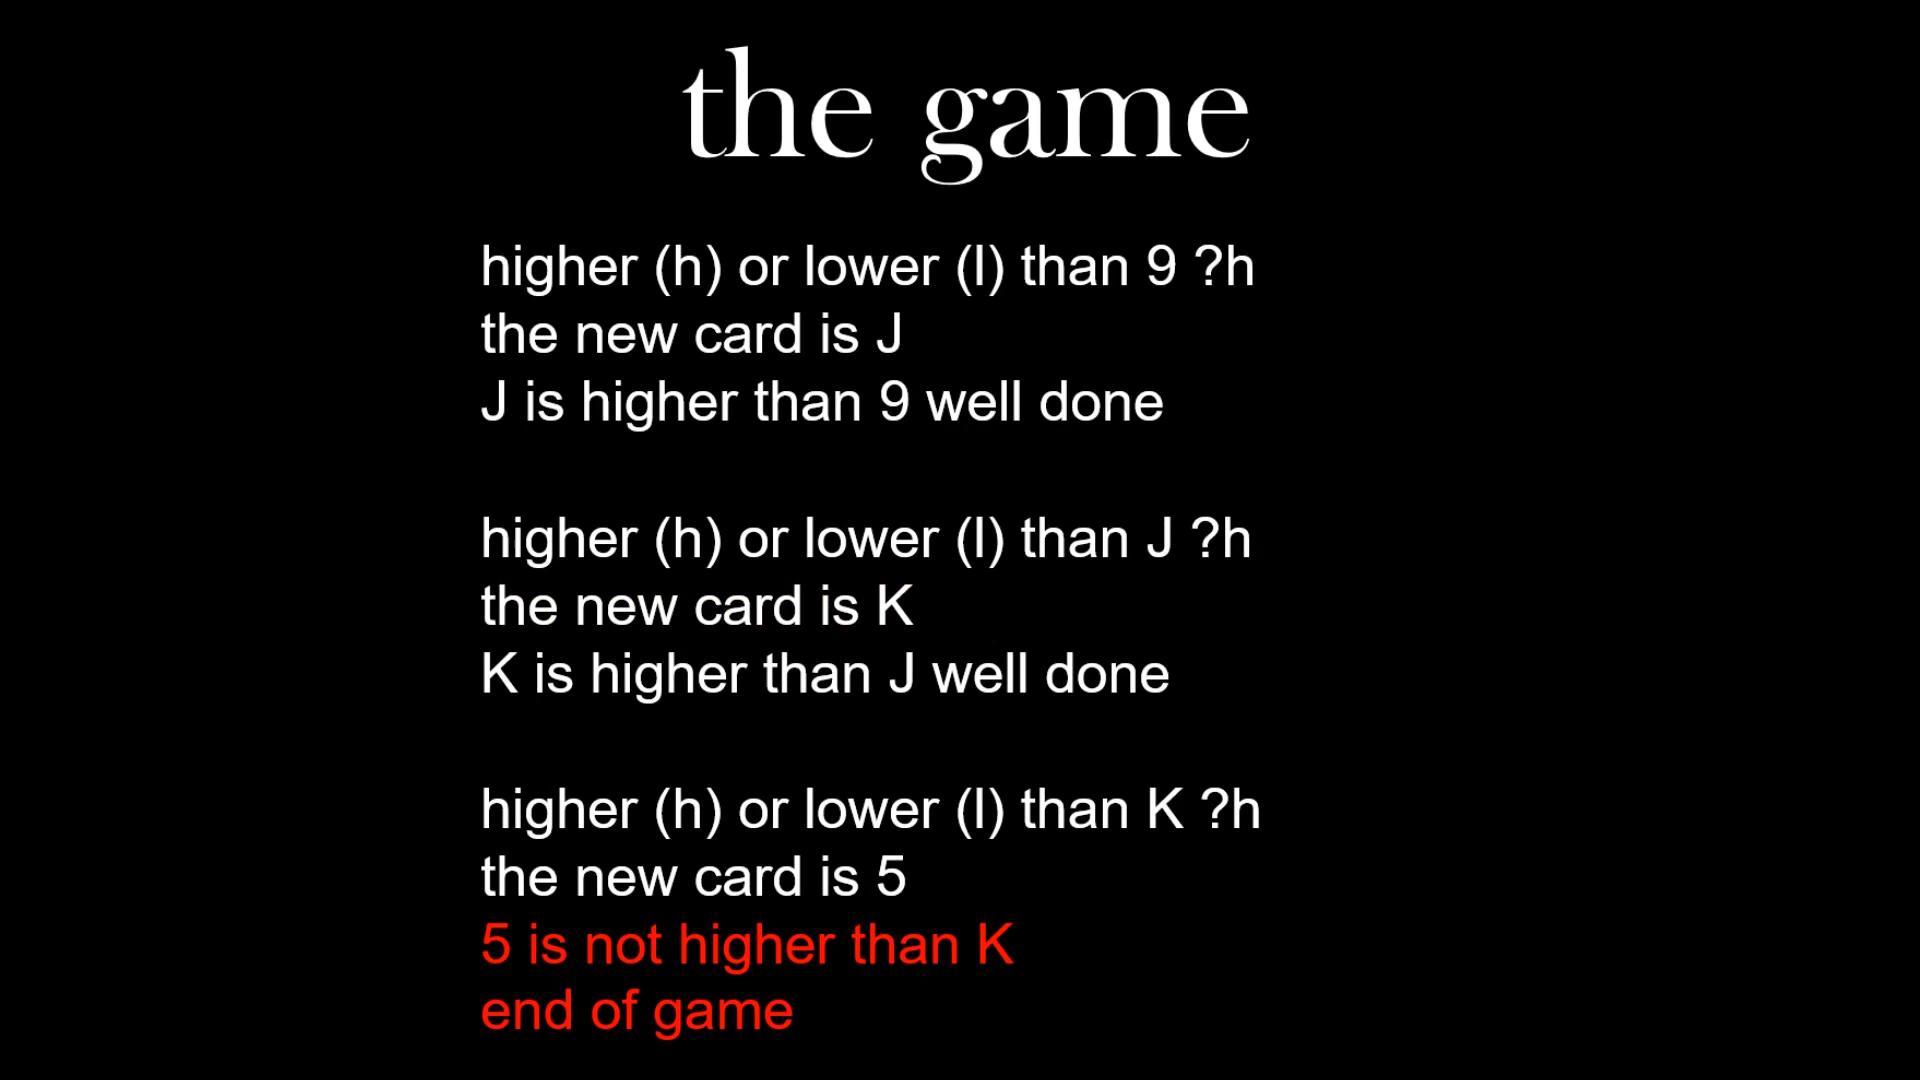 the game
higher (h) or lower (l) than 9 ?h
the new card is J
J is higher than 9 well done
higher (h) or lower (l) than J ?h
the new card is K
K is higher than J well done
higher (h) or lower (l) than K ?h
the new card is 5
5 is not higher than K
end of game